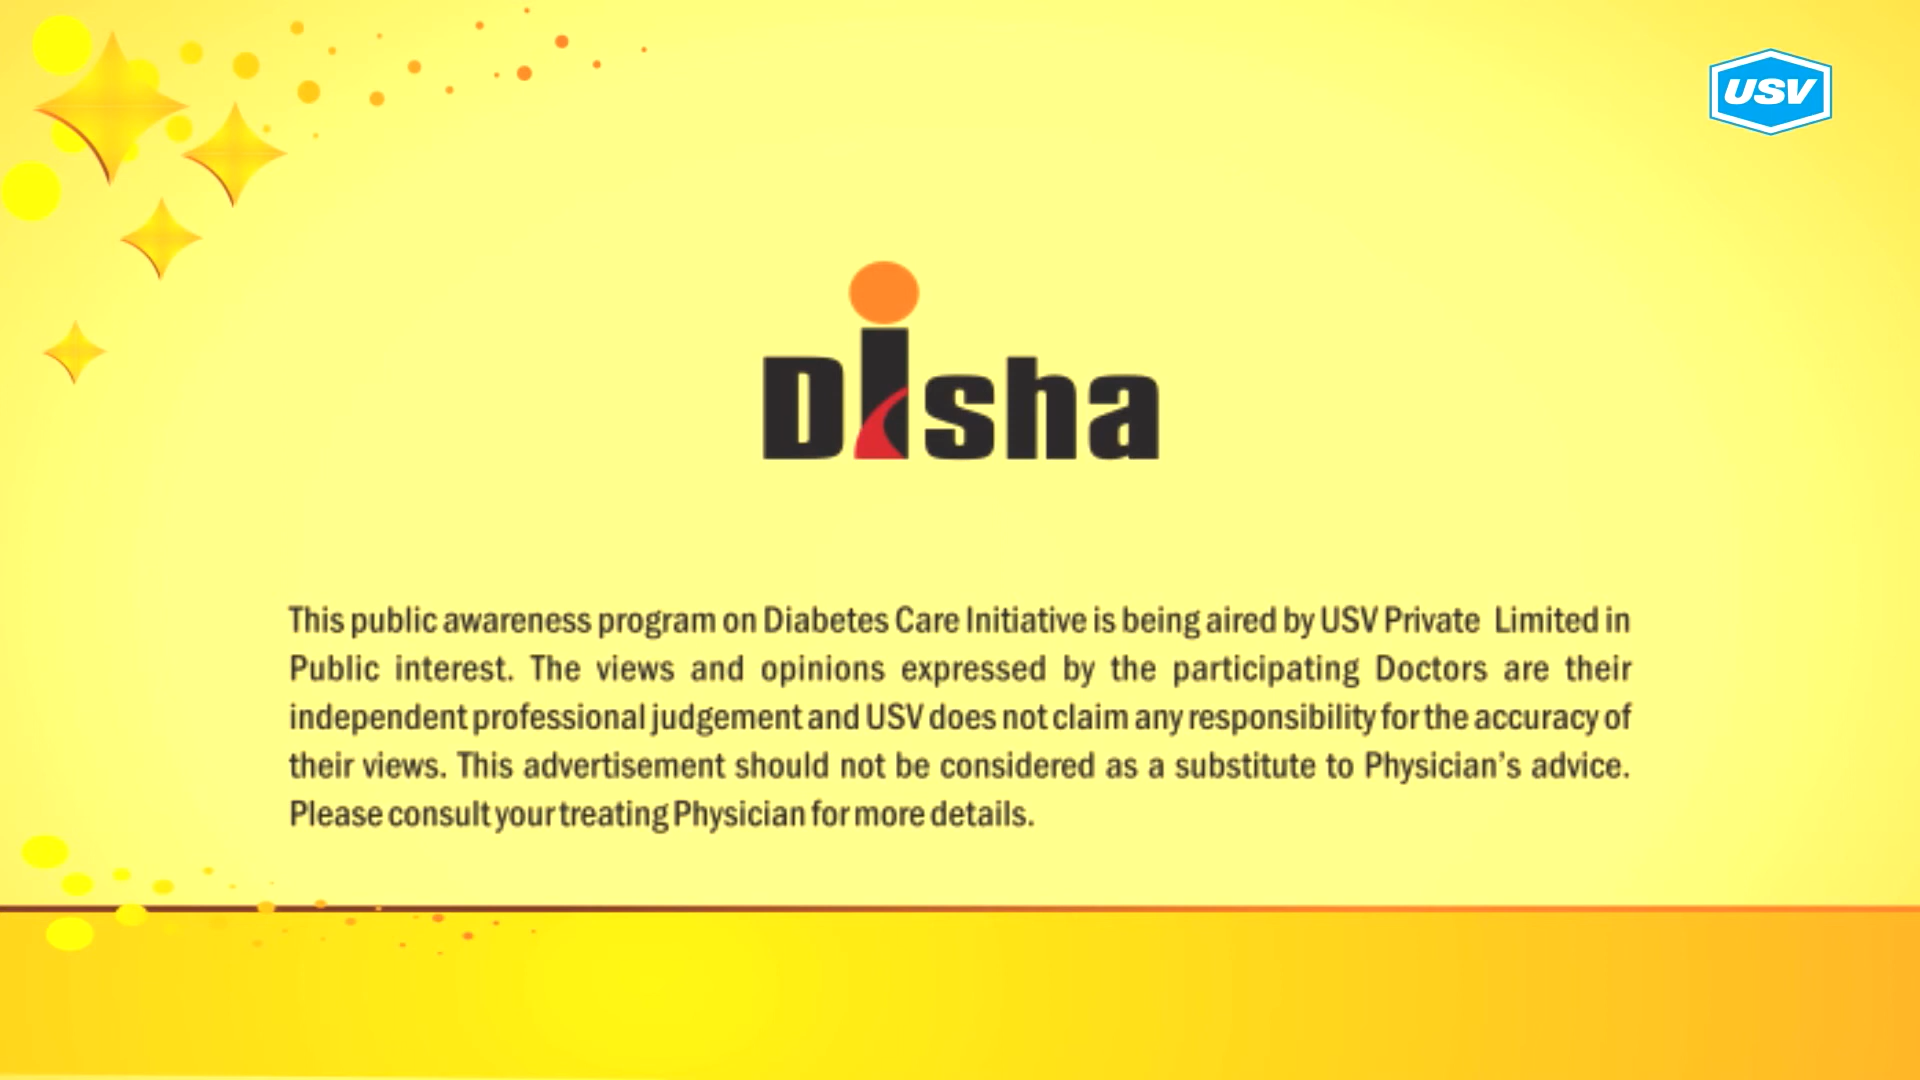 USV
Disha
This public awareness program on Diabetes Care Initiative is being aired by USV Private Limited in
Public interest. The views and opinions expressed by the participating Doctors are their
independent professional judgement and USV does not claim any responsibility for the accuracy of
their views. This advertisement should not be considered as a substitute to Physician’s advice.
Please consult your treating Physician for more details.